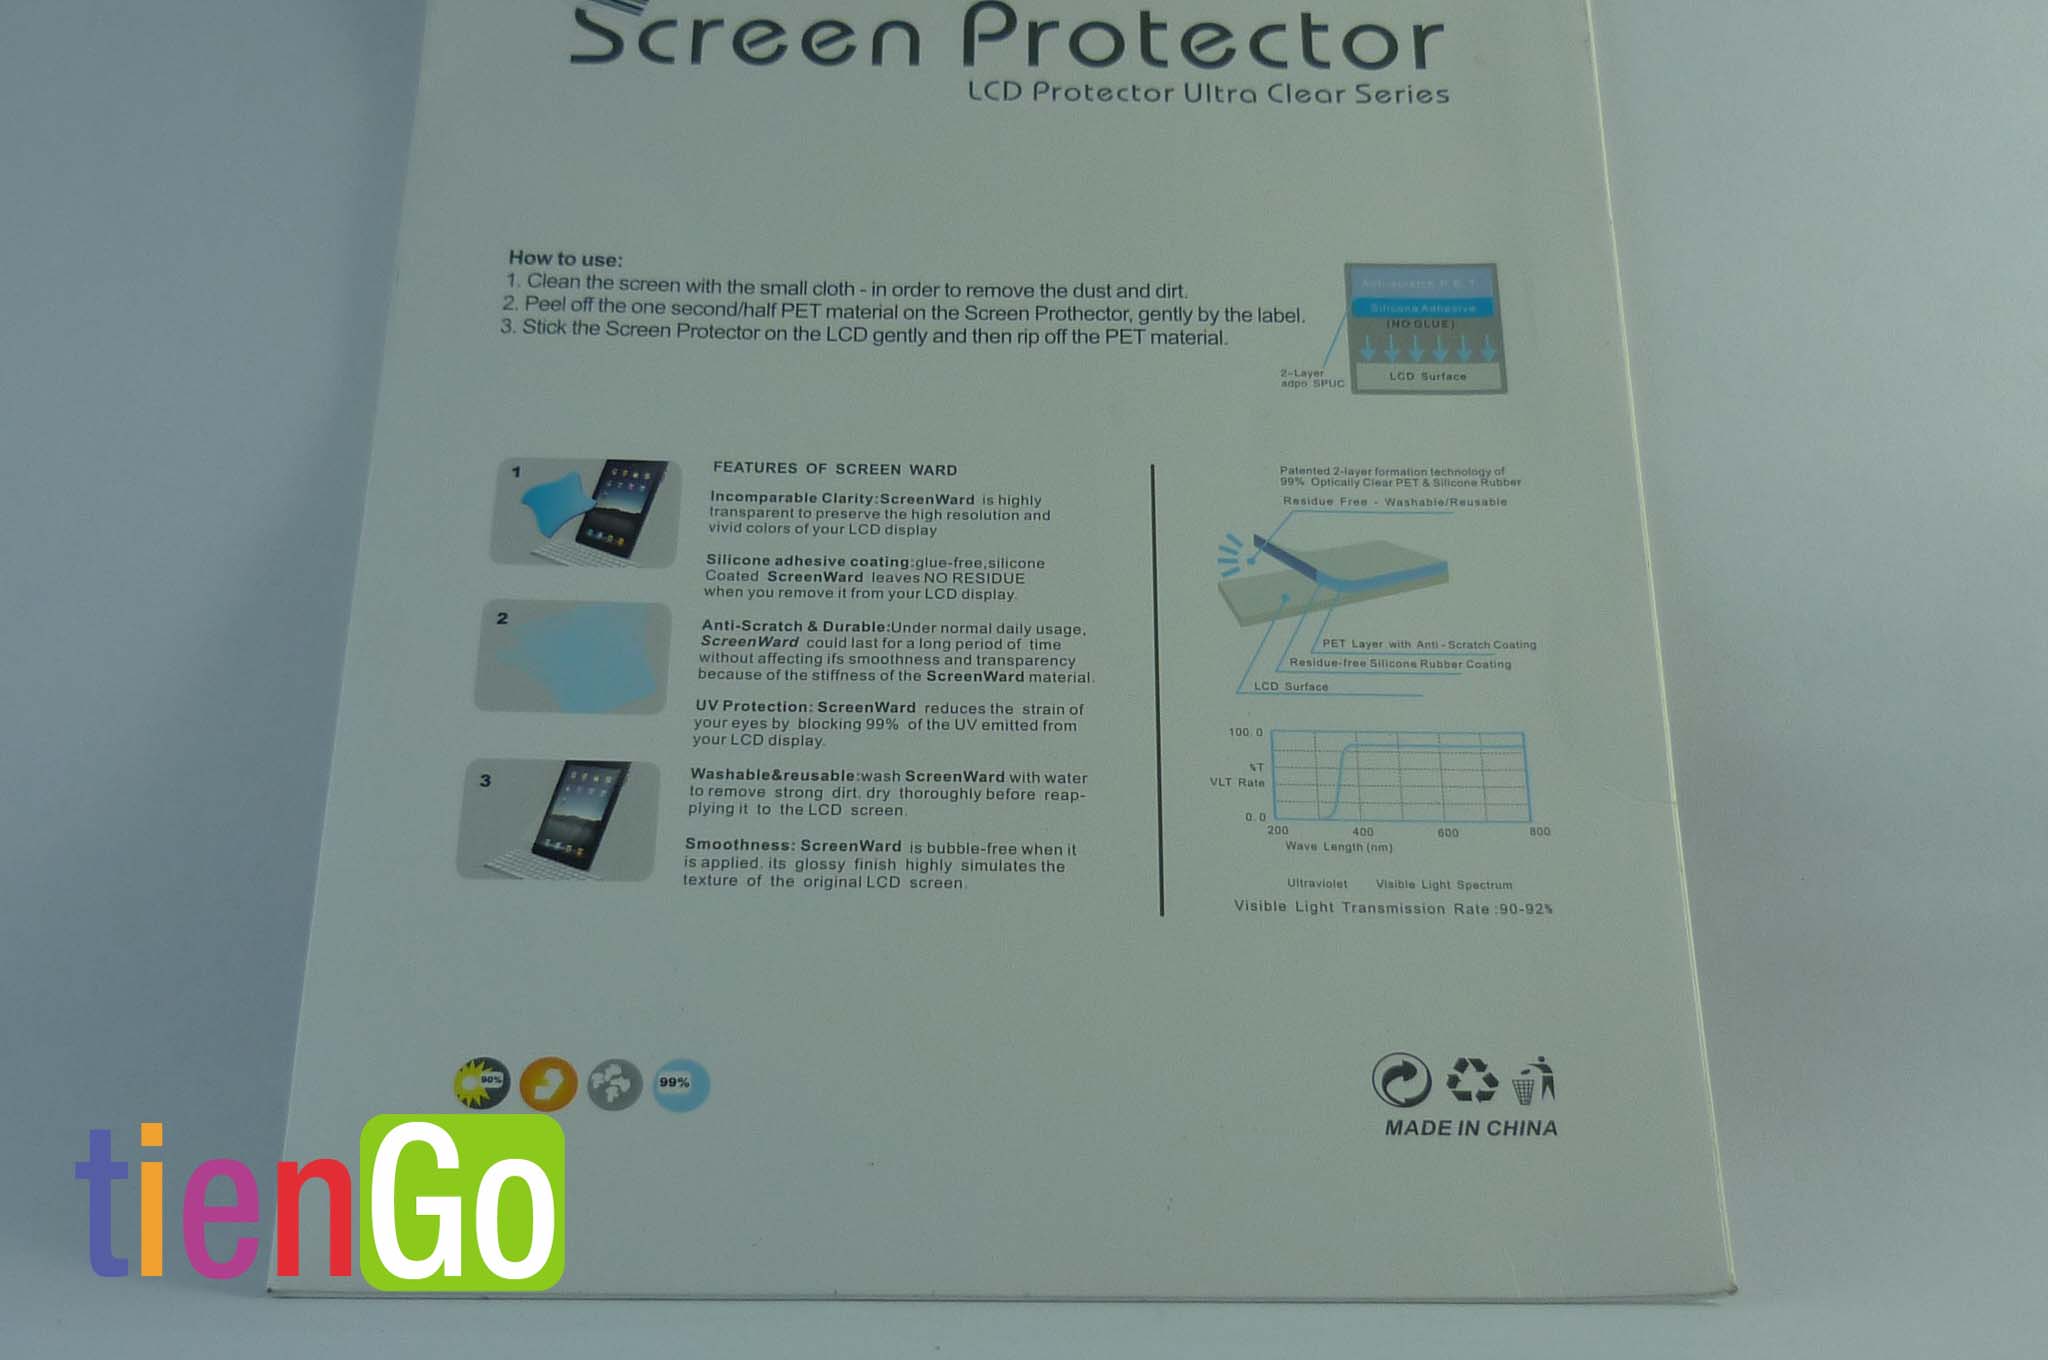 Screen Protector
LCD Protector Ultra Clear Series
How to use:
1. Clean the screen with the small cloth - in order to remove the dust and dirt.
2. Peel off the one second/half PET material on the Screen Prothector, gently by the label.
3. Stick the Screen Protector on the LCD gently and then rip off the PET material.
Anti-scratch P.E.T.
Silicone Adhesive
(NO GLUE)
LCD Surface
2-Layer
adpo SPUC
1
2
3
FEATURES OF SCREEN WARD
Incomparable Clarity:ScreenWard is highly
transparent to preserve the high resolution and
vivid colors of your LCD display
Silicone adhesive coating:glue-free,silicone
Coated ScreenWard leaves NO RESIDUE
when you remove it from your LCD display.
Anti-Scratch & Durable:Under normal daily usage,
ScreenWard could last for a long period of time
without affecting ifs smoothness and transparency
because of the stiffness of the ScreenWard material.
UV Protection: ScreenWard reduces the strain of
your eyes by blocking 99% of the UV emitted from
your LCD display.
Washable&reusable:wash ScreenWard with water
to remove strong dirt. dry thoroughly before reap-
plying it to the LCD screen.
Smoothness: ScreenWard is bubble-free when it
is applied. its glossy finish highly simulates the
texture of the original LCD screen.
Patented 2-layer formation technology of
99% Optically Clear PET & Silicone Rubber
Residue Free - Washable/Reusable
PET Layer with Anti-Scratch Coating
Residue-free Silicone Rubber Coating
LCD Surface
100.0
%T
VLT Rate
0.0
200 400 600 800
Wave Length (nm)
Ultraviolet Visible Light Spectrum
Visible Light Transmission Rate :90-92%
90%
99%
MADE IN CHINA
tienGo